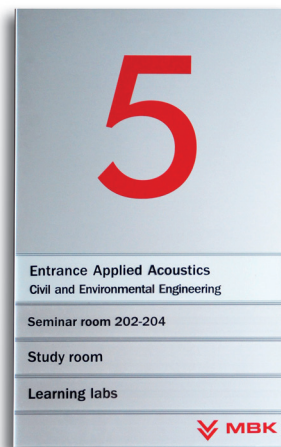 5
Entrance Applied Acoustics
Civil and Environmental Engineering
Seminar room 202-204
Study room
Learning labs
MBK